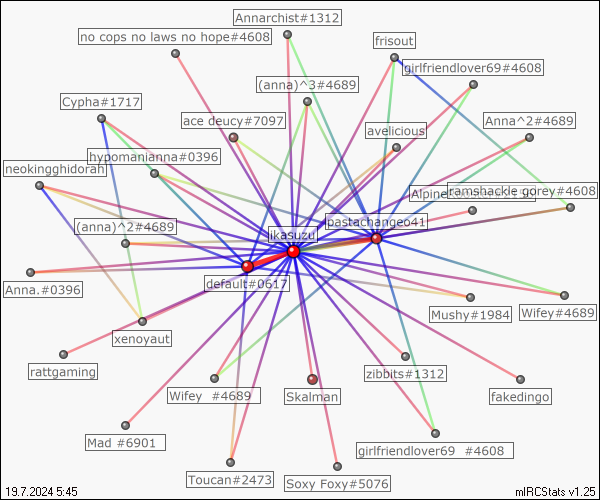 Annarchist#1312
no cops no laws no hope#4608
frisout
girlfriendlover69#4608
(anna)^3#4689
Cypha#1717
ace deucy#7097
Anna^2#4689
avelicious
hypomanianna#0396
neokingghidorah
ramshackle gorey#4608
pastachangeo41
(anna)^2#4689
ikasuzu
default#0617
Anna.#0396
Mushy#1984
Wifey#4689
xenoyaut
rattgaming
zibbits#1312
Wifey #4689
Skalman
fakedingo
Mad #6901
girlfriendlover69 #4608
Toucan#2473
Soxy Foxy#5076
19.7.2024 5:45
mIRCStats v1.25